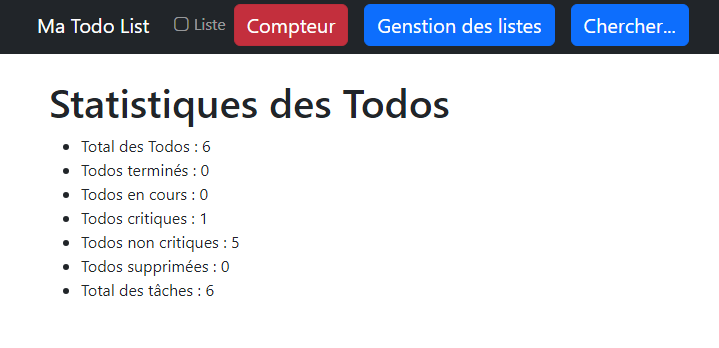 Ma Todo List Liste Compteur Genstion des listes Chercher...
Statistiques des Todos
Total des Todos : 6
Todos terminés : 0
Todos en cours : 0
Todos critiques : 1
Todos non critiques : 5
Todos supprimées : 0
Total des tâches : 6